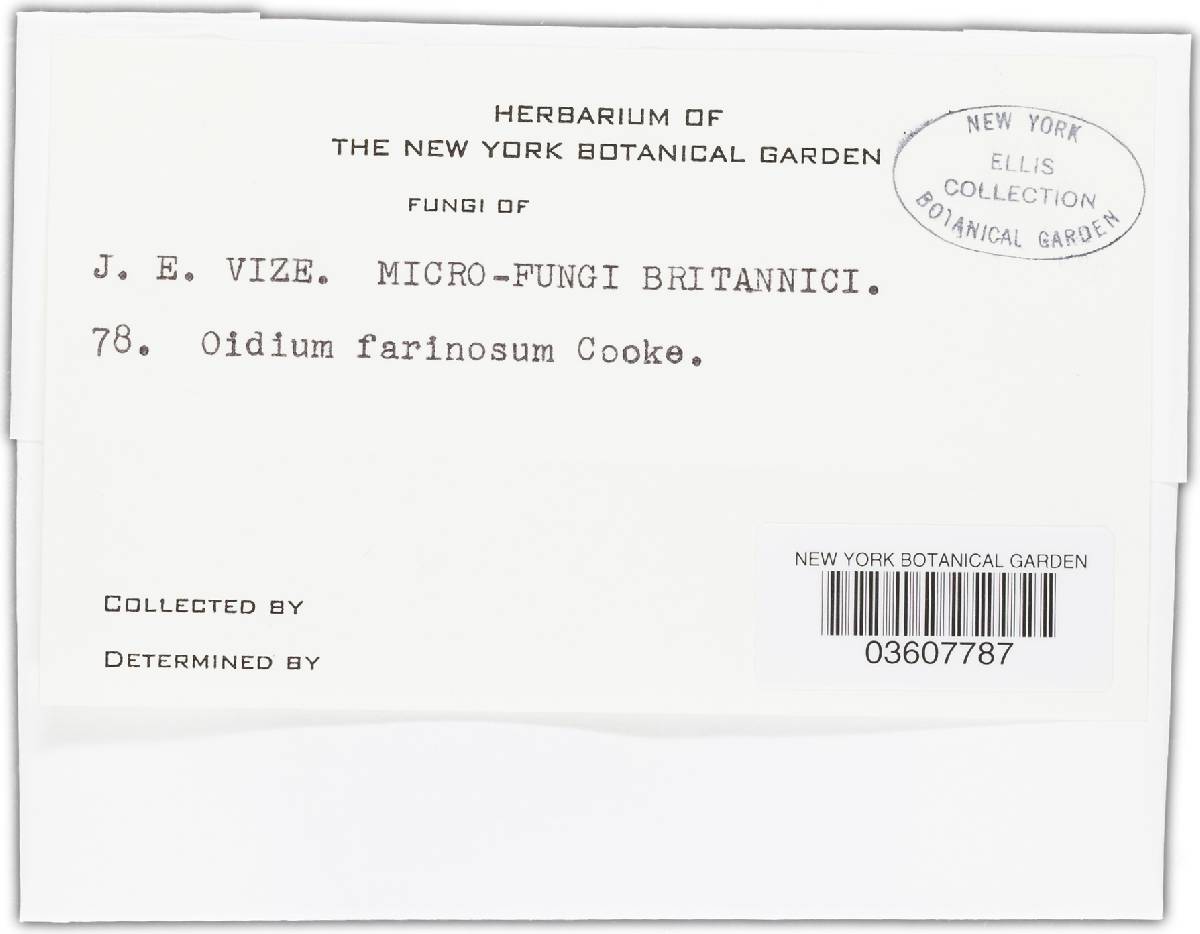 HERBARIUM OF
THE NEW YORK BOTANICAL GARDEN
FUNGI OF
NEW YORK
ELLIS
COLLECTION
BOTANICAL GARDEN
J. E. VIZE. MICRO-FUNGI BRITANNICI.
78. Oidium farinosum Cooke.
NEW YORK BOTANICAL GARDEN
03607787
COLLECTED BY
DETERMINED BY